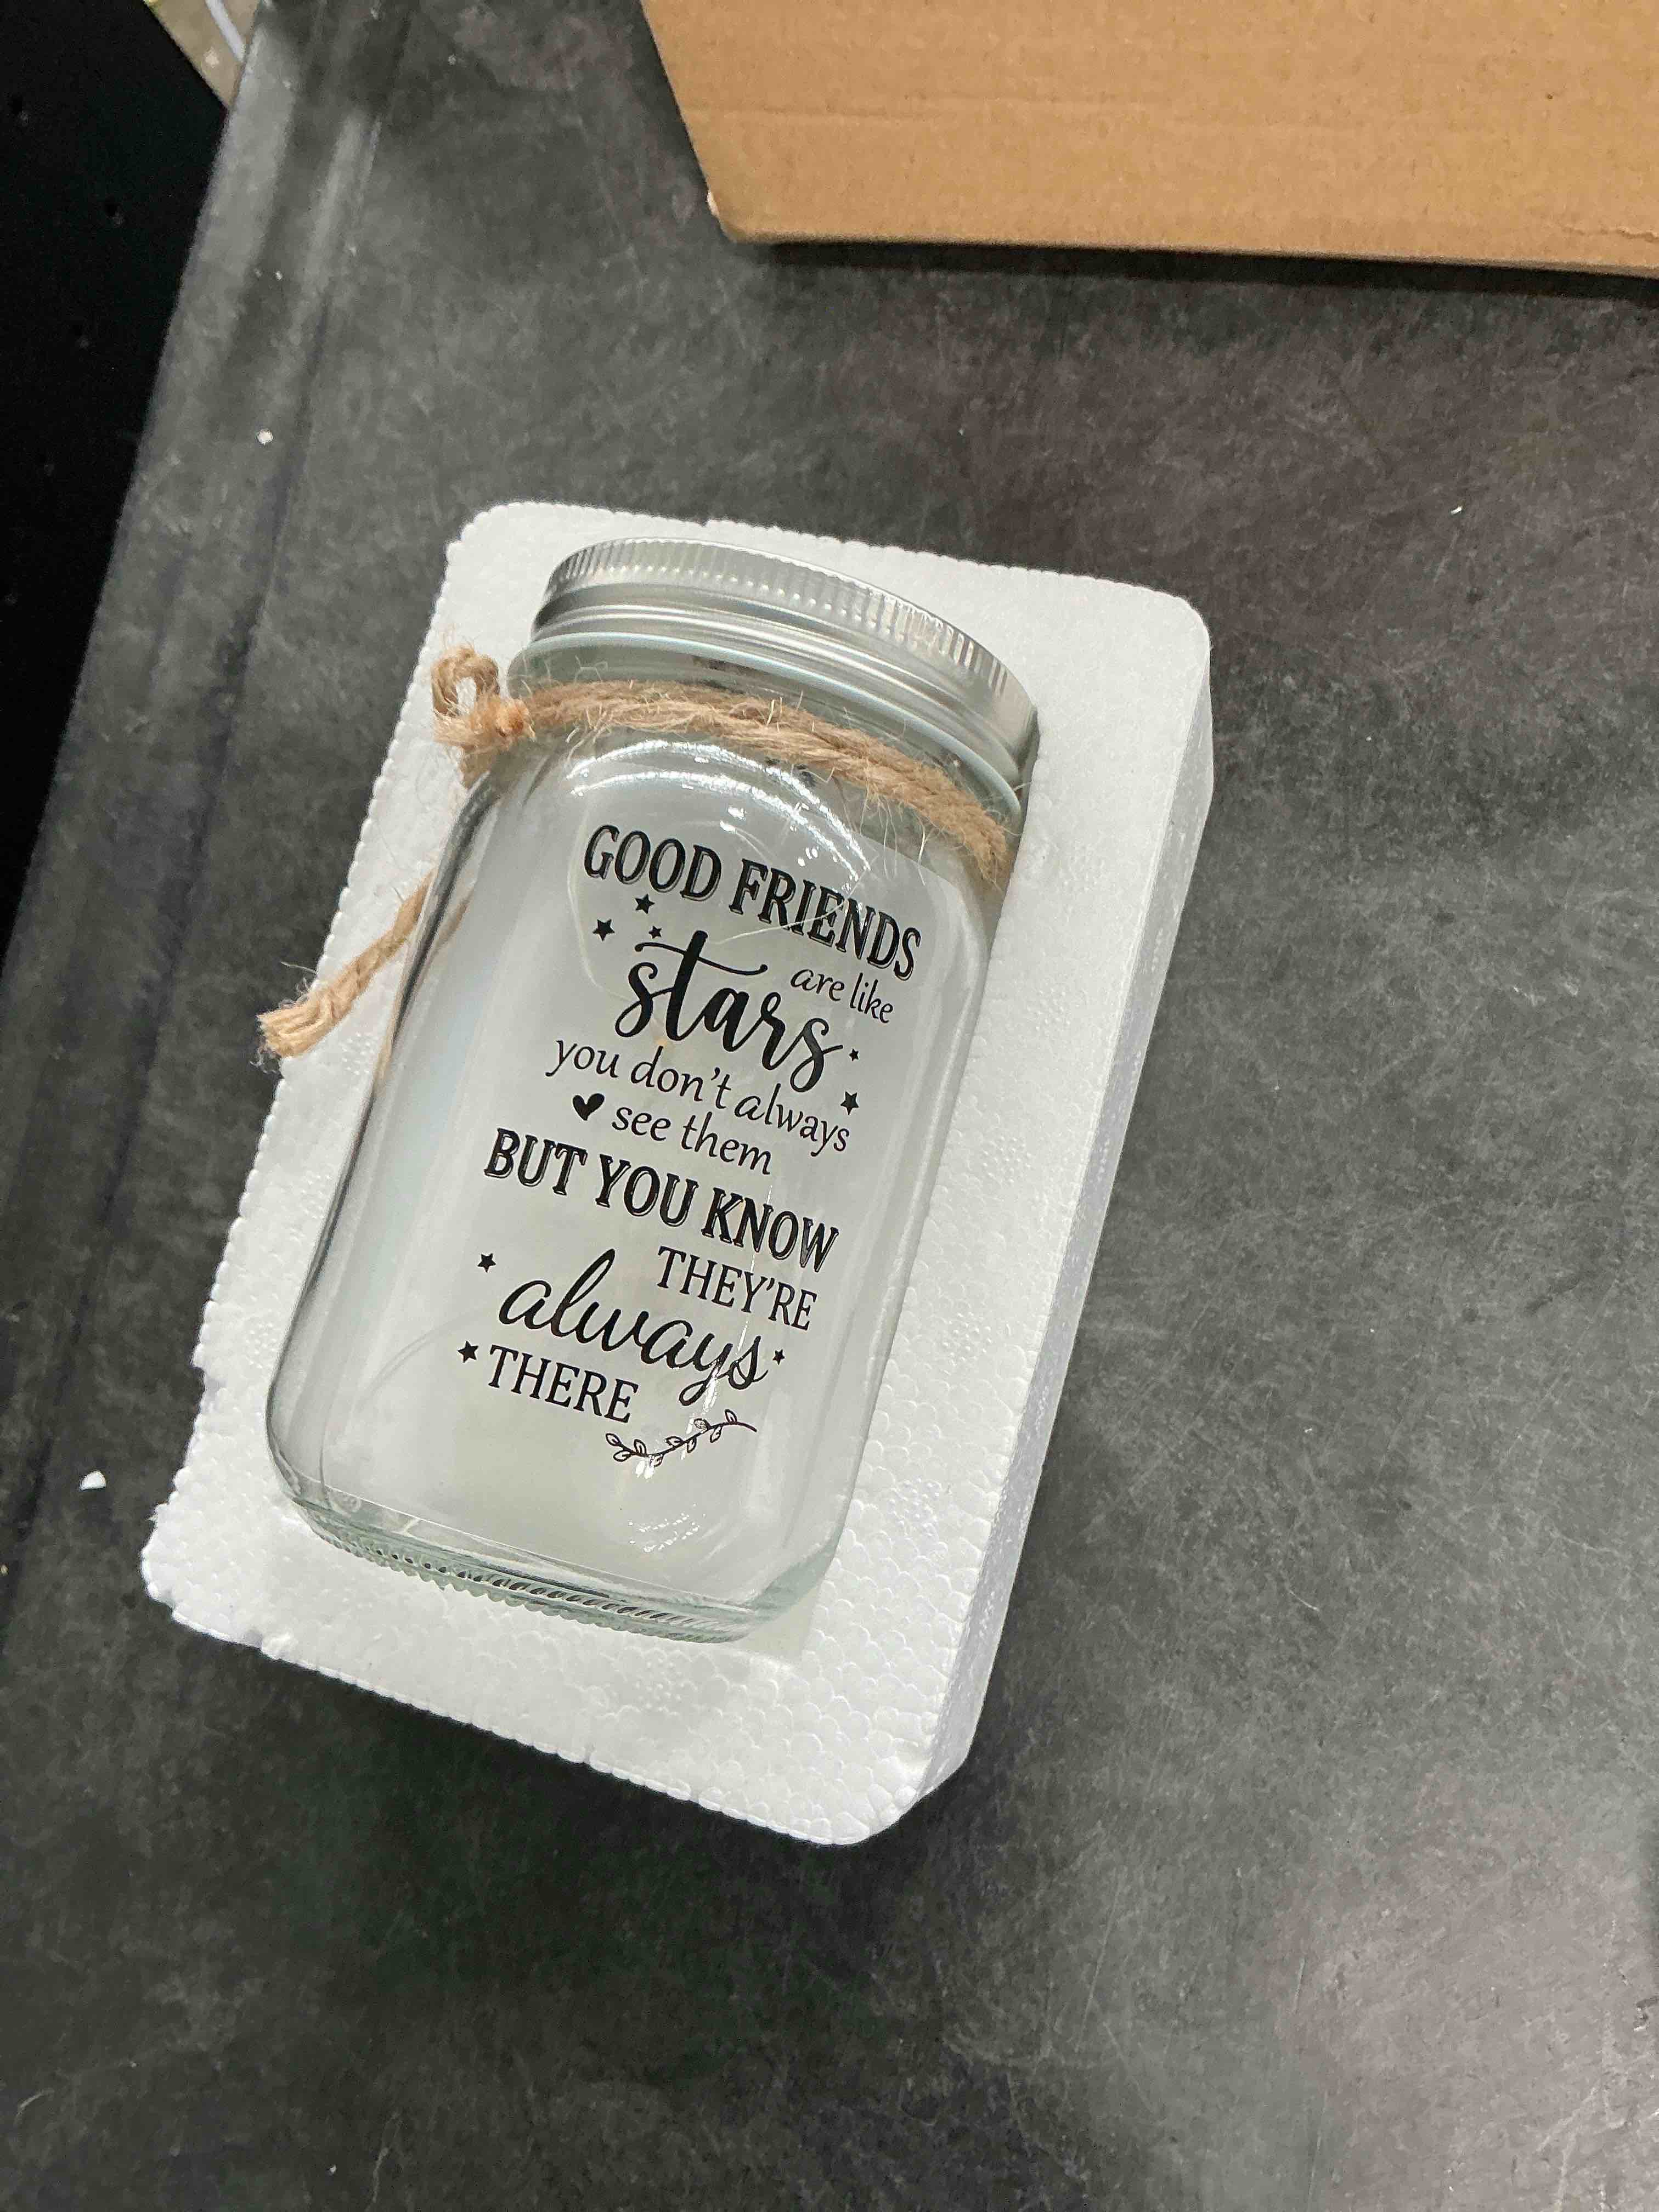 GOOD FRIENDS
are like
stars
you don't always
see them
BUT YOU KNOW
THEY'RE
always
THERE